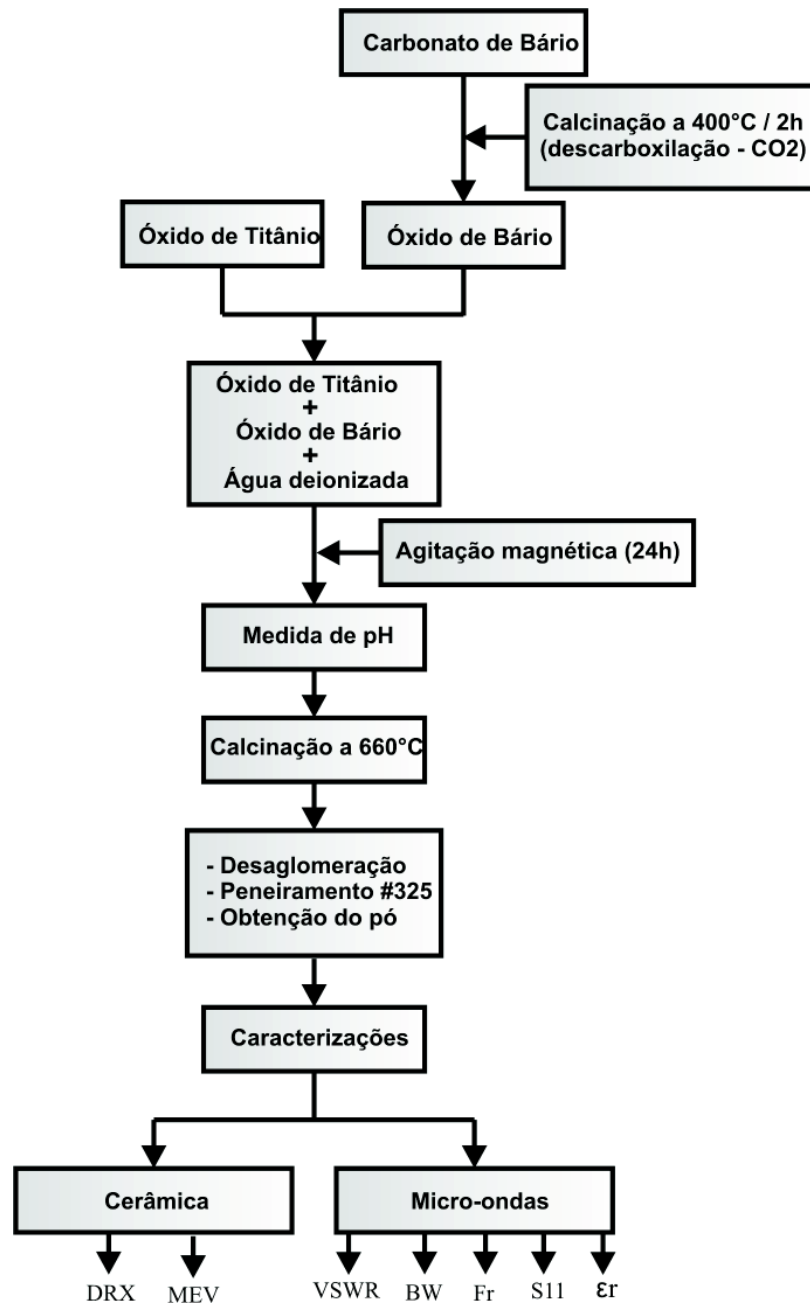 Carbonato de Bário
Calcinação a 400°C / 2h
(descarboxilação - CO2)
Óxido de Titânio
Óxido de Bário
Óxido de Titânio
+
Óxido de Bário
+
Água deionizada
Agitação magnética (24h)
Medida de pH
Calcinação a 660°C
- Desaglomeração
- Peneiramento #325
- Obtenção do pó
Caracterizações
Cerâmica
Micro-ondas
DRX
MEV
VSWR
BW
Fr
S11
εr